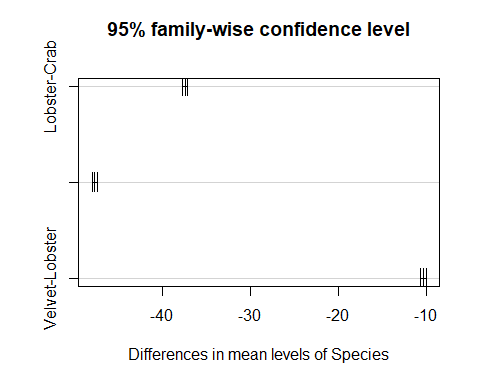 95% family-wise confidence level
Lobster-Crab
Velvet-Lobster
-40 -30 -20 -10
Differences in mean levels of Species